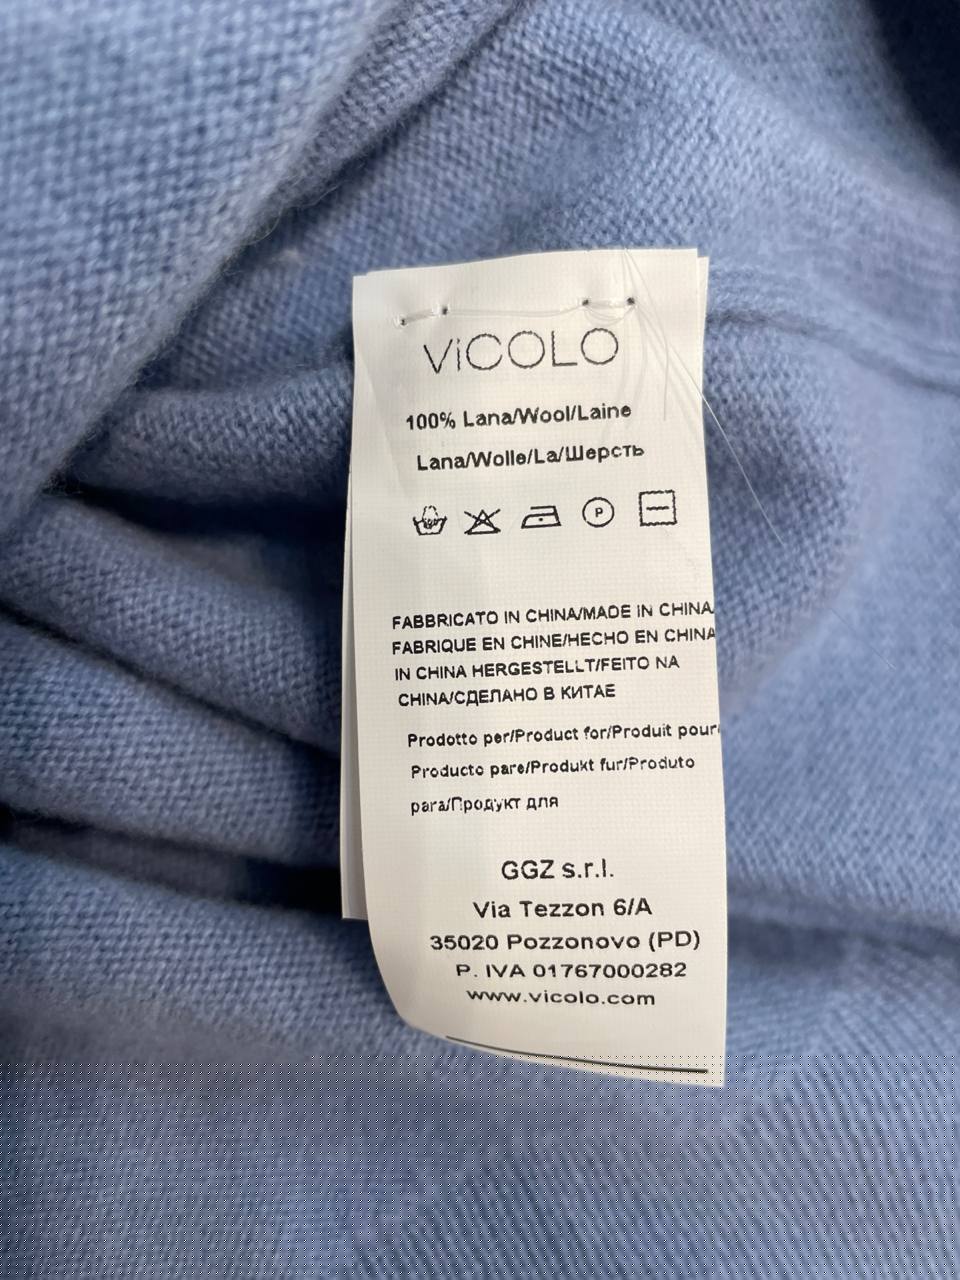 ViCOLO
100% Lana/Wool/Laine
Lana/Wolle/La/Шерсть
P
FABBRICATO IN CHINA/MADE IN CHINA/
FABRIQUE EN CHINE/HECHO EN CHINA
IN CHINA HERGESTELLT/FEITO NA
CHINA/СДЕЛАНО В КИТАЕ
Prodotto per/Product for/Produit pour/
Producto pare/Produkt fur/Produto
para/Продукт для
GGZ s.r.l.
Via Tezzon 6/A
35020 Pozzonovo (PD)
P. IVA 01767000282
www.vicolo.com